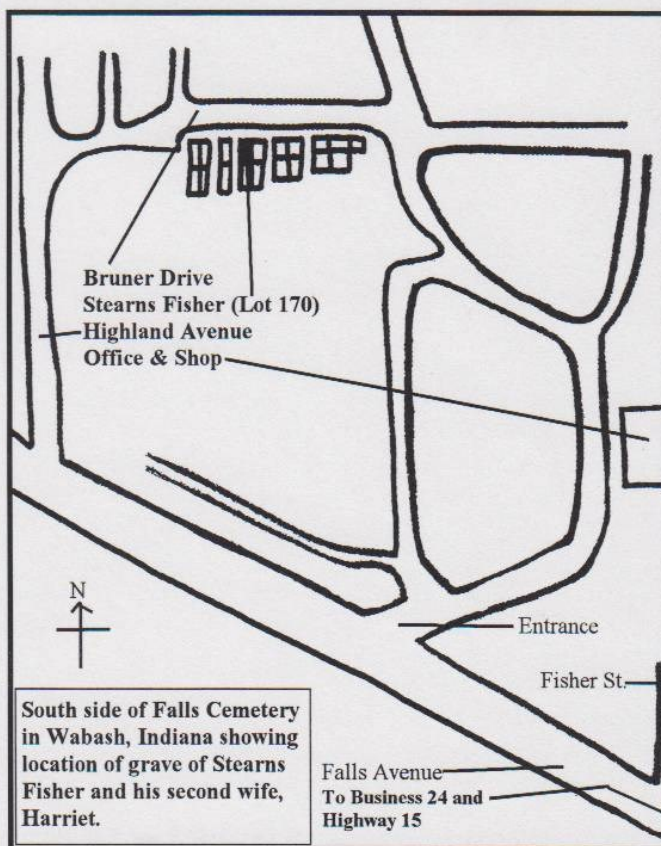 Bruner Drive
Stearns Fisher (Lot 170)
Highland Avenue
Office & Shop
N
Entrance
Fisher St.
South side of Falls Cemetery
in Wabash, Indiana showing
location of grave of Stearns
Fisher and his second wife,
Harriet.
Falls Avenue
To Business 24 and
Highway 15